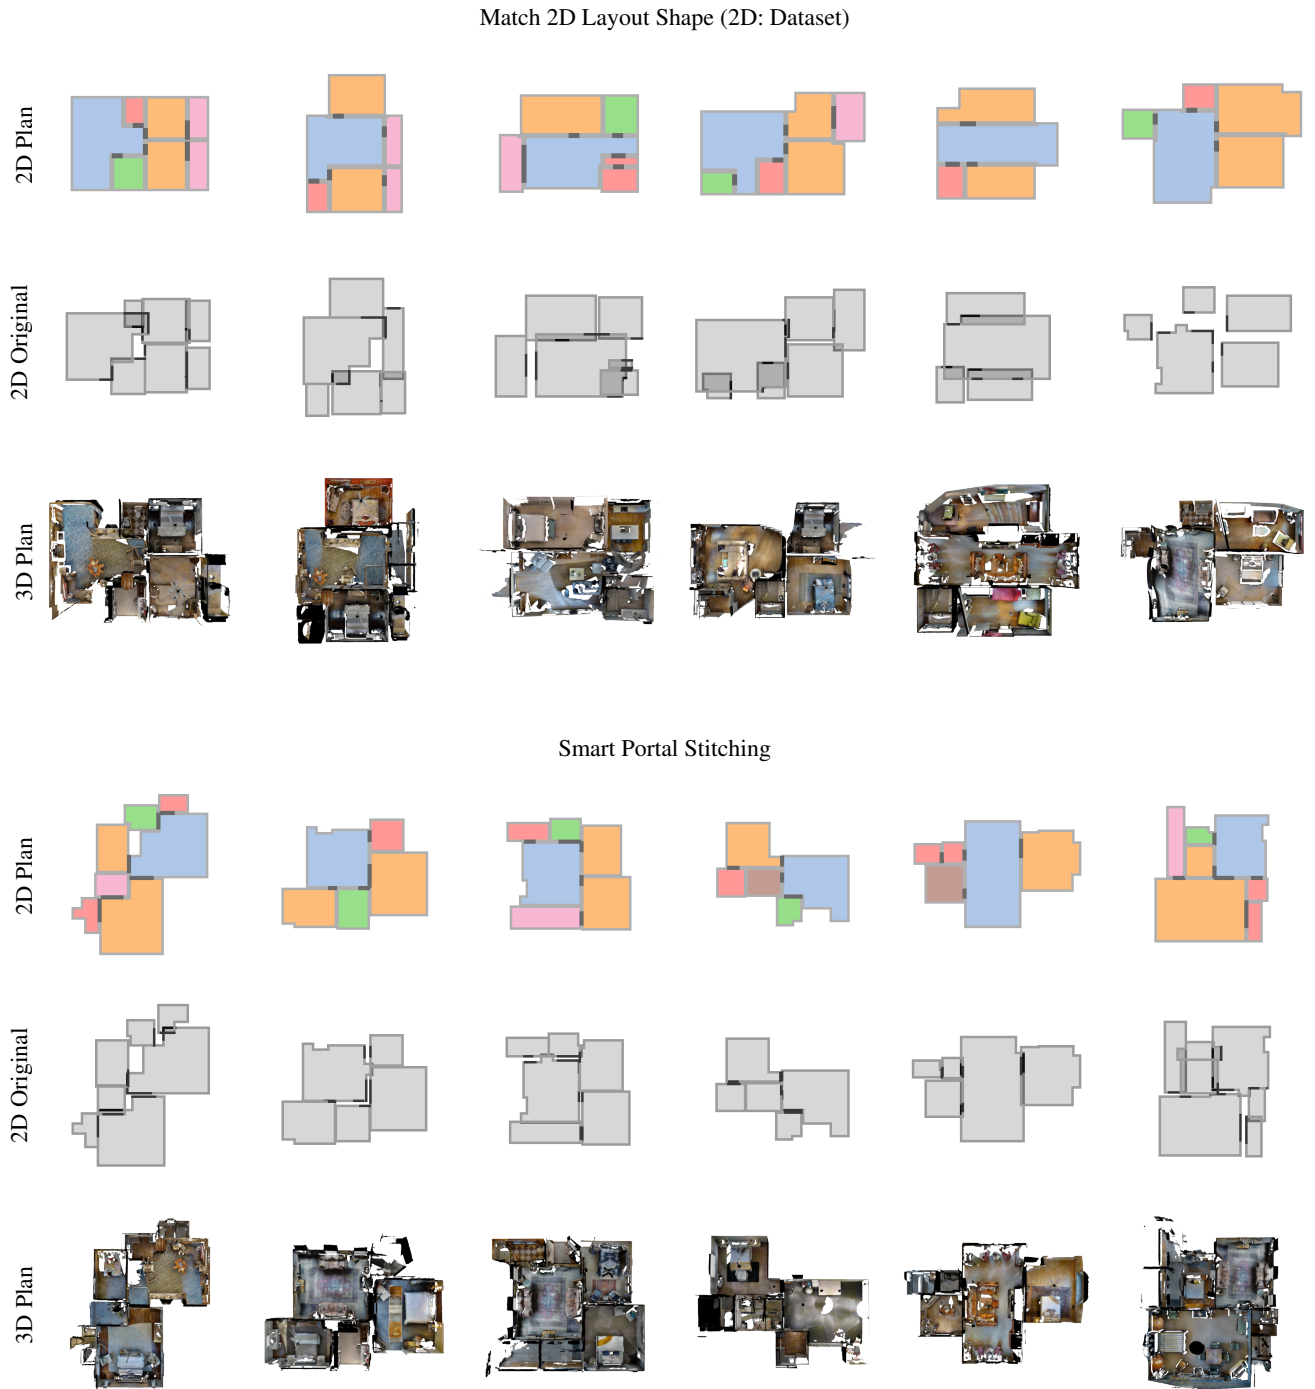 Match 2D Layout Shape (2D: Dataset)
2D Plan
2D Original
3D Plan
Smart Portal Stitching
2D Plan
2D Original
3D Plan